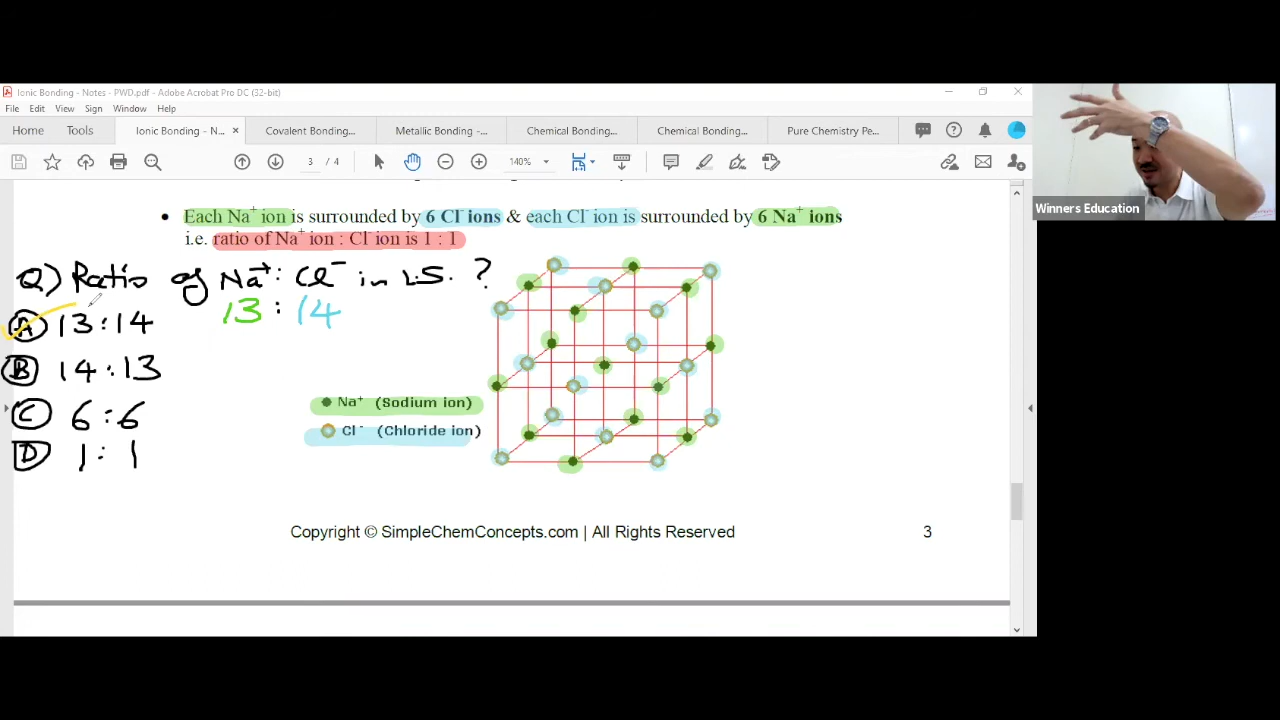 Ionic Bonding - Notes - PWD.pdf - Adobe Acrobat Pro DC (32-bit)
File Edit View Sign Window Help
Home Tools Ionic Bonding - N... × Covalent Bonding... Metallic Bonding -... Chemical Bonding... Chemical Bonding... Pure Chemistry Pe...
3 / 4 140%
Winners Education
• Each Na⁺ ion is surrounded by 6 Cl⁻ ions & each Cl⁻ ion is surrounded by 6 Na⁺ ions
i.e. ratio of Na⁺ ion : Cl⁻ ion is 1 : 1
Q) Ratio of Na⁺ : Cl⁻ in L.S. ?
13 : 14
A 13 : 14
B 14 : 13
C 6 : 6
D 1 : 1
Na⁺ (Sodium ion)
Cl⁻ (Chloride ion)
Copyright © SimpleChemConcepts.com | All Rights Reserved 3